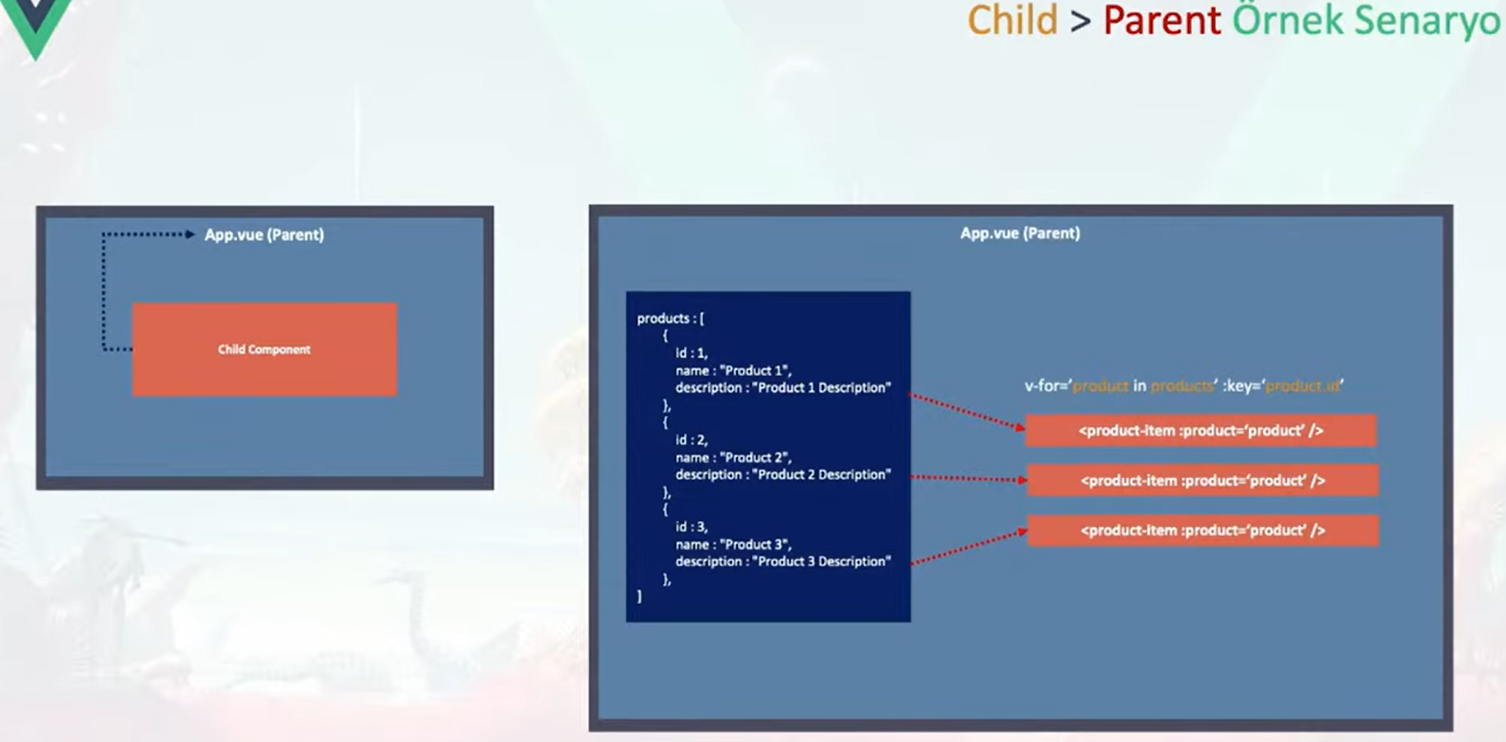 Child > Parent Örnek Senaryo
App.vue (Parent)
Child Component
App.vue (Parent)
products : [
{
id : 1,
name : "Product 1",
description : "Product 1 Description"
},
{
id : 2,
name : "Product 2",
description : "Product 2 Description"
},
{
id : 3,
name : "Product 3",
description : "Product 3 Description"
},
]
v-for=‘product in products’ :key=‘product.id’
<product-item :product=‘product’ />
<product-item :product=‘product’ />
<product-item :product=‘product’ />